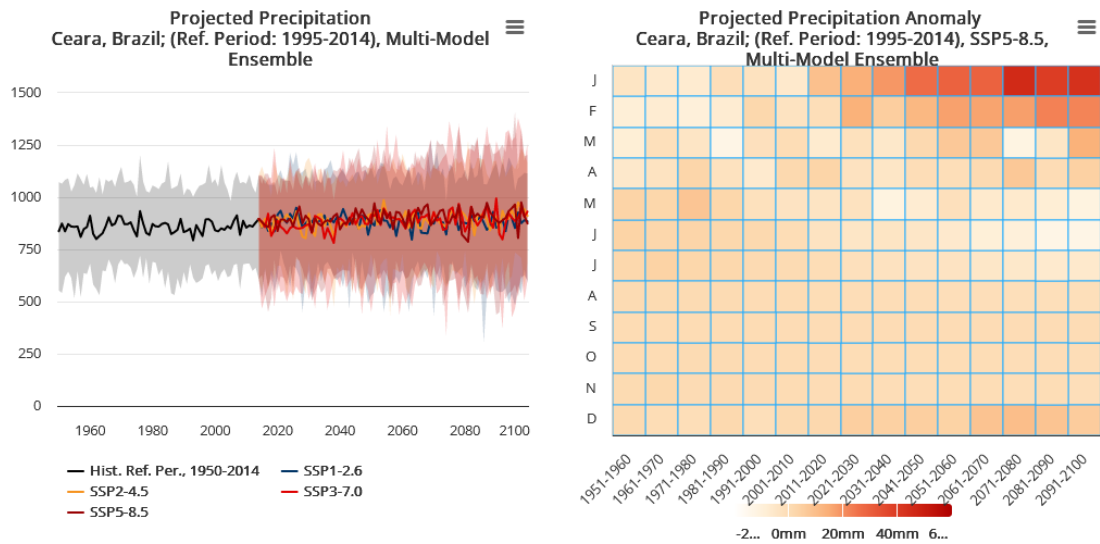 Projected Precipitation
Ceara, Brazil; (Ref. Period: 1995-2014), Multi-Model
Ensemble
1500
1250
1000
750
500
250
0
1960
1980
2000
2020
2040
2060
2080
2100
Hist. Ref. Per., 1950-2014
SSP1-2.6
SSP2-4.5
SSP3-7.0
SSP5-8.5
Projected Precipitation Anomaly
Ceara, Brazil; (Ref. Period: 1995-2014), SSP5-8.5,
Multi-Model Ensemble
J
F
M
A
M
J
J
A
S
O
N
D
1951-1960
1961-1970
1971-1980
1981-1990
1991-2000
2001-2010
2011-2020
2021-2030
2031-2040
2041-2050
2051-2060
2061-2070
2071-2080
2081-2090
2091-2100
-2...
0mm
20mm
40mm
6...